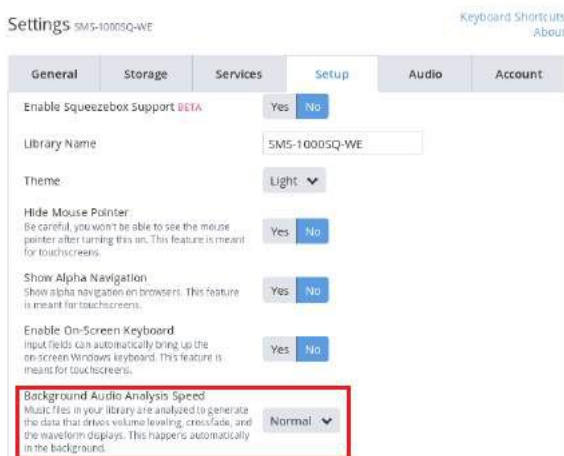 Settings SMS-1000SQ-WE
Keyboard Shortcuts
About
General Storage Services Setup Audio Account
Enable Squeezebox Support BETA Yes No
Library Name SMS-1000SQ-WE
Theme Light
Hide Mouse Pointer
Be careful, you won't be able to see the mouse
pointer after turning this on. This feature is meant
for touchscreens.
Yes No
Show Alpha Navigation
Show alpha navigation on browsers. This feature
is meant for touchscreens.
Yes No
Enable On-Screen Keyboard
Input fields can automatically bring up the
on-screen Windows keyboard. This feature is
meant for touchscreens.
Yes No
Background Audio Analysis Speed
Music files in your library are analyzed to generate
the data that drives volume leveling, crossfade, and
the waveform displays. This happens automatically
in the background.
Normal